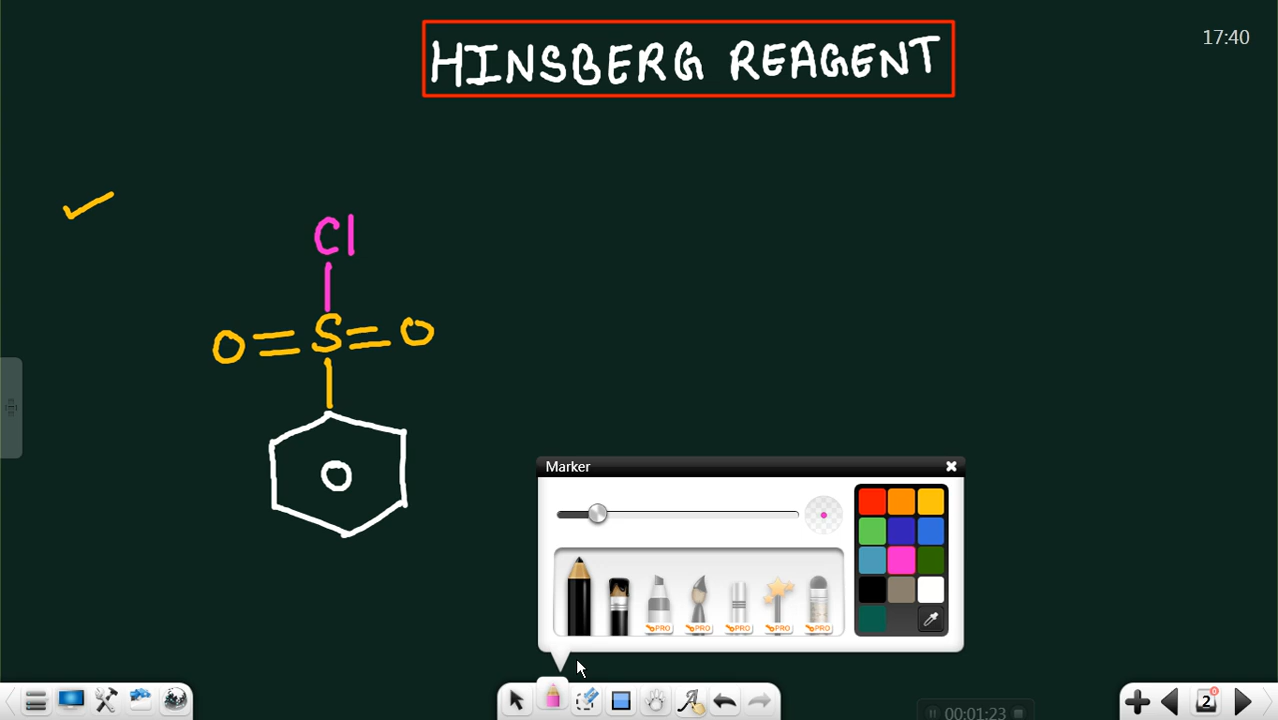 HINSBERG REAGENT
17:40
Cl
O=S=O
Marker
PRO PRO PRO PRO PRO
2
00:01:23